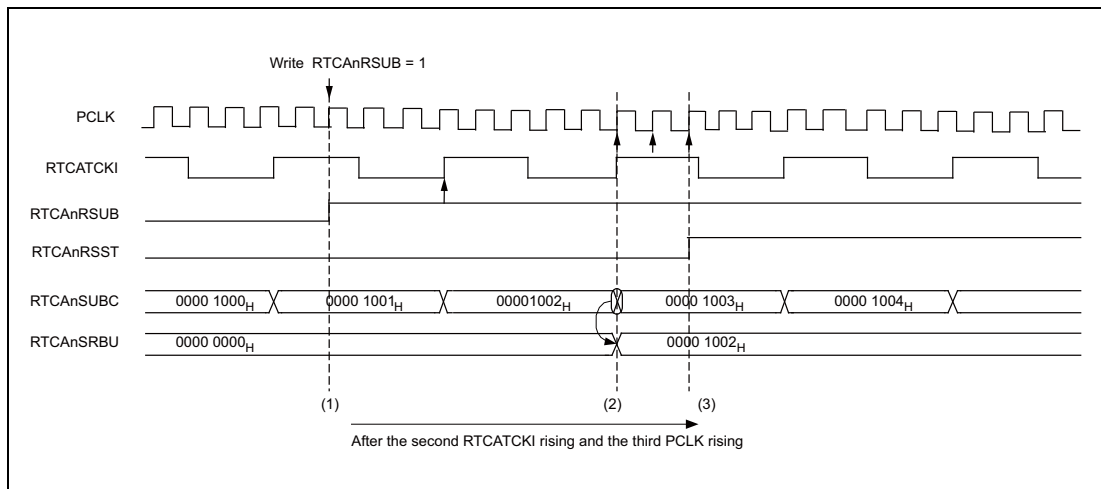 Write RTCAnRSUB = 1
PCLK
RTCATCKI
RTCAnRSUB
RTCAnRSST
RTCAnSUBC
0000 1000H
0000 1001H
00001002H
0000 1003H
0000 1004H
RTCAnSRBU
0000 0000H
0000 1002H
(1)
(2)
(3)
After the second RTCATCKI rising and the third PCLK rising